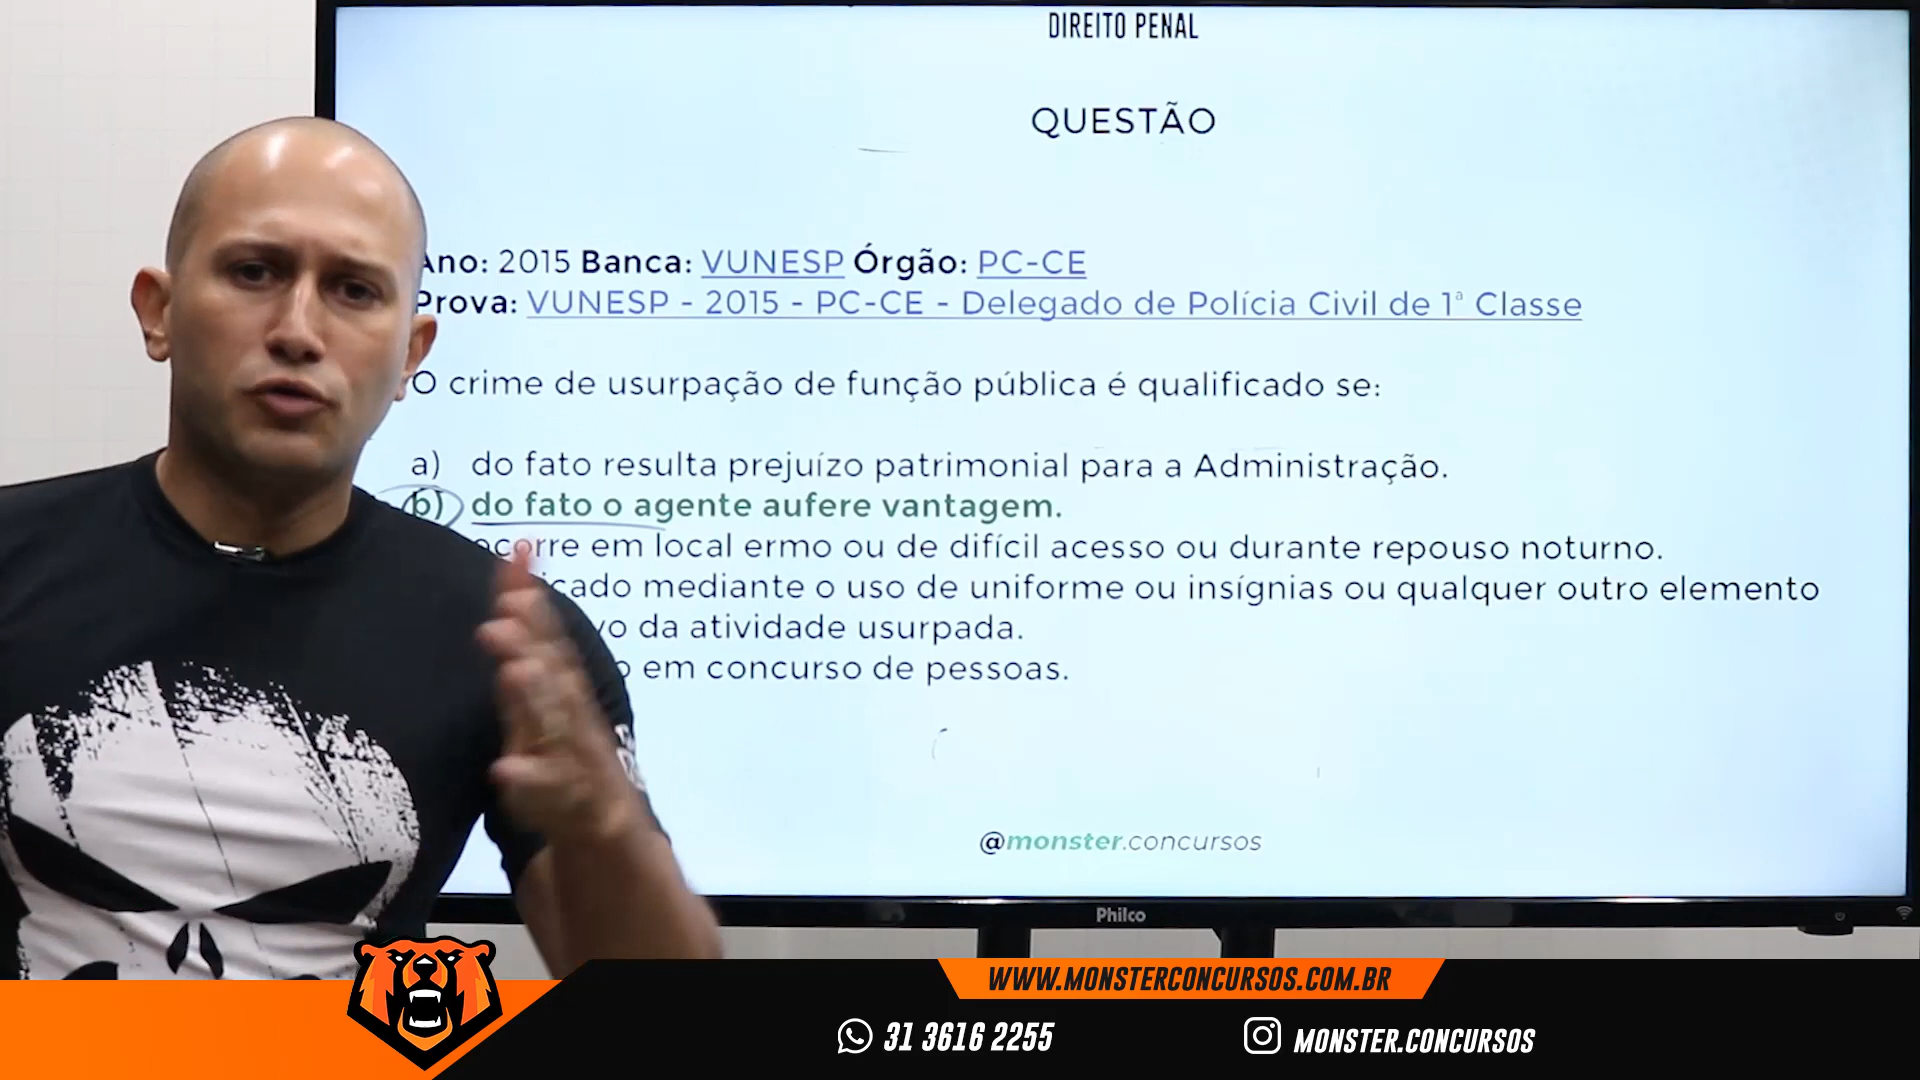 DIREITO PENAL
QUESTÃO
Ano: 2015 Banca: VUNESP Órgão: PC-CE
Prova: VUNESP - 2015 - PC-CE - Delegado de Polícia Civil de 1ª Classe
O crime de usurpação de função pública é qualificado se:
a) do fato resulta prejuízo patrimonial para a Administração.
b) do fato o agente aufere vantagem.
ocorre em local ermo ou de difícil acesso ou durante repouso noturno.
mediante o uso de uniforme ou insígnias ou qualquer outro elemento
da atividade usurpada.
em concurso de pessoas.
@monster.concursos
Philco
WWW.MONSTERCONCURSOS.COM.BR
31 3616 2255
MONSTER.CONCURSOS